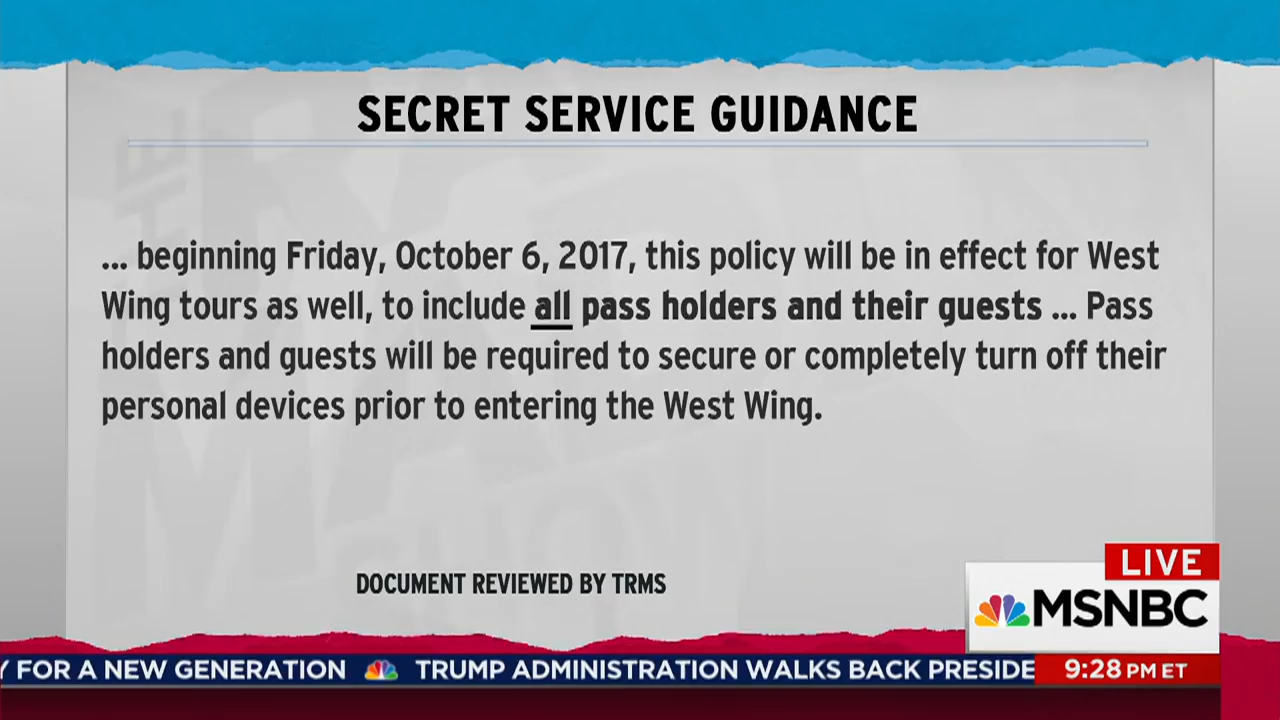 SECRET SERVICE GUIDANCE
... beginning Friday, October 6, 2017, this policy will be in effect for West
Wing tours as well, to include all pass holders and their guests ... Pass
holders and guests will be required to secure or completely turn off their
personal devices prior to entering the West Wing.
DOCUMENT REVIEWED BY TRMS
LIVE
MSNBC
Y FOR A NEW GENERATION TRUMP ADMINISTRATION WALKS BACK PRESIDE 9:28 PM ET